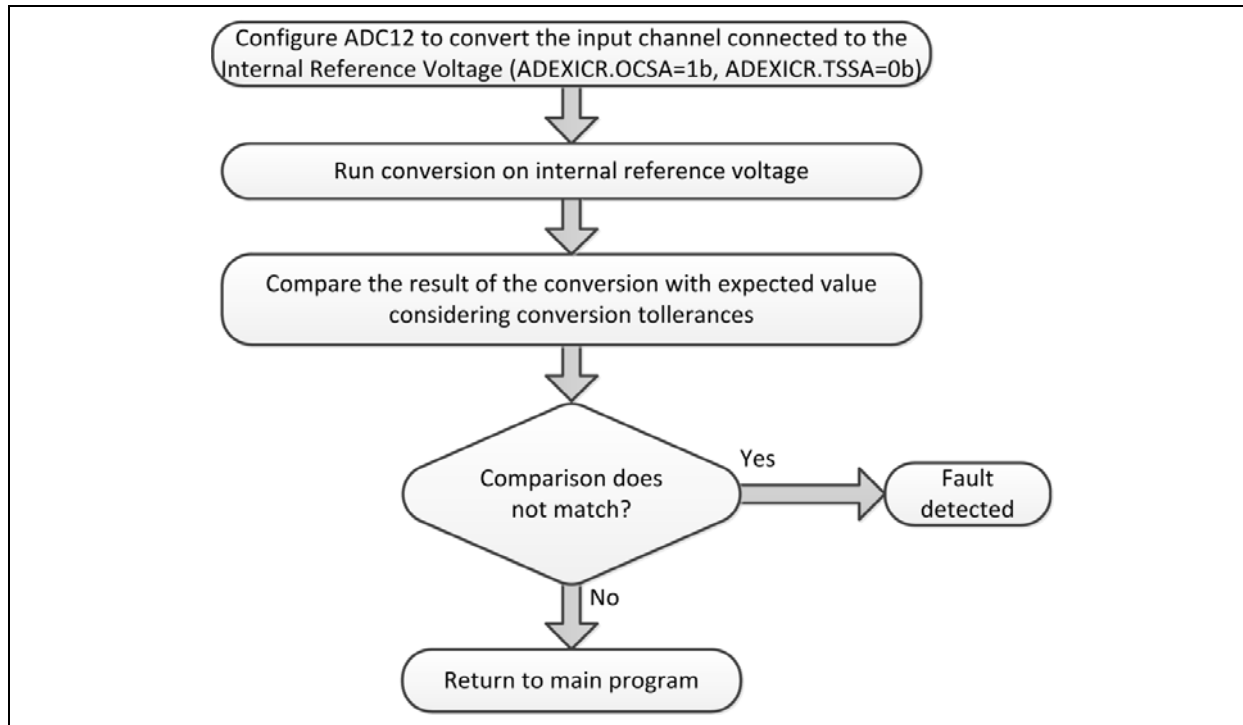 Configure ADC12 to convert the input channel connected to the
Internal Reference Voltage (ADEXICR.OCSA=1b, ADEXICR.TSSA=0b)
Run conversion on internal reference voltage
Compare the result of the conversion with expected value
considering conversion tollerances
Comparison does
not match?
Yes
Fault
detected
No
Return to main program